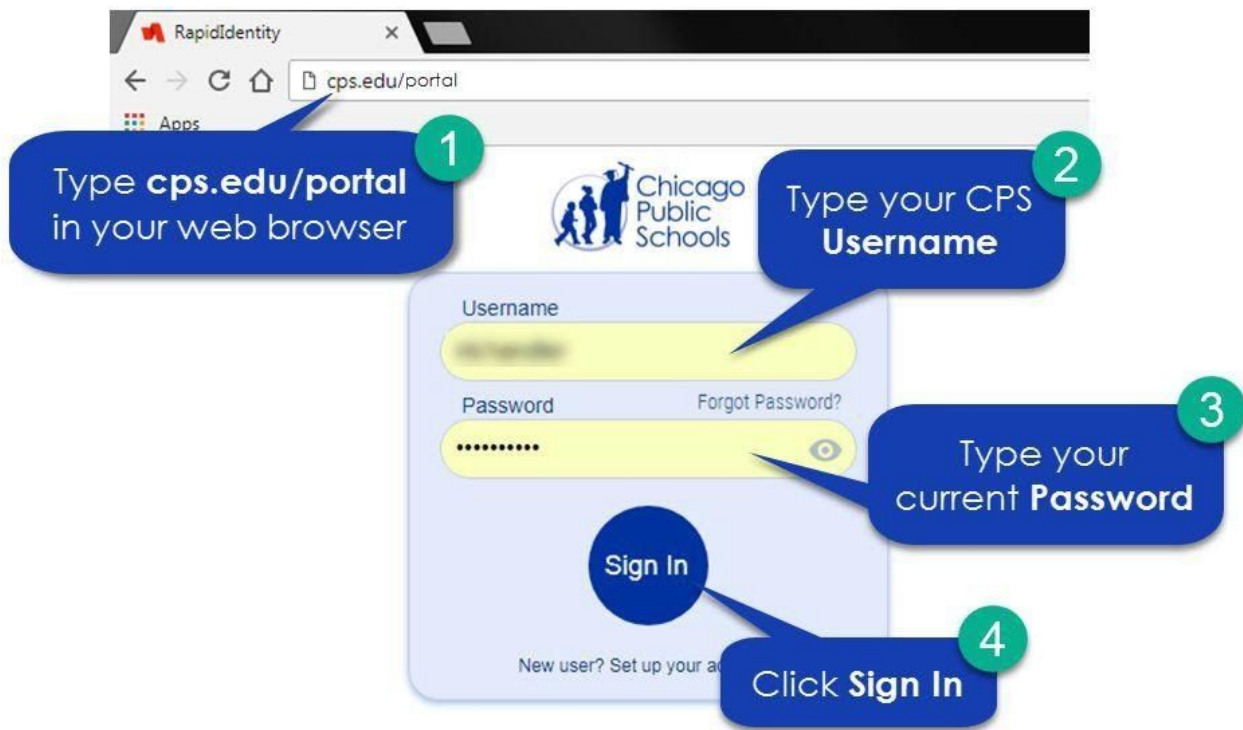 RapidIdentity
cps.edu/portal
Apps
1
Type cps.edu/portal
in your web browser
Chicago
Public
Schools
2
Type your CPS
Username
Username
Password
Forgot Password?
••••••••••
3
Type your
current Password
Sign In
New user? Set up your
4
Click Sign In